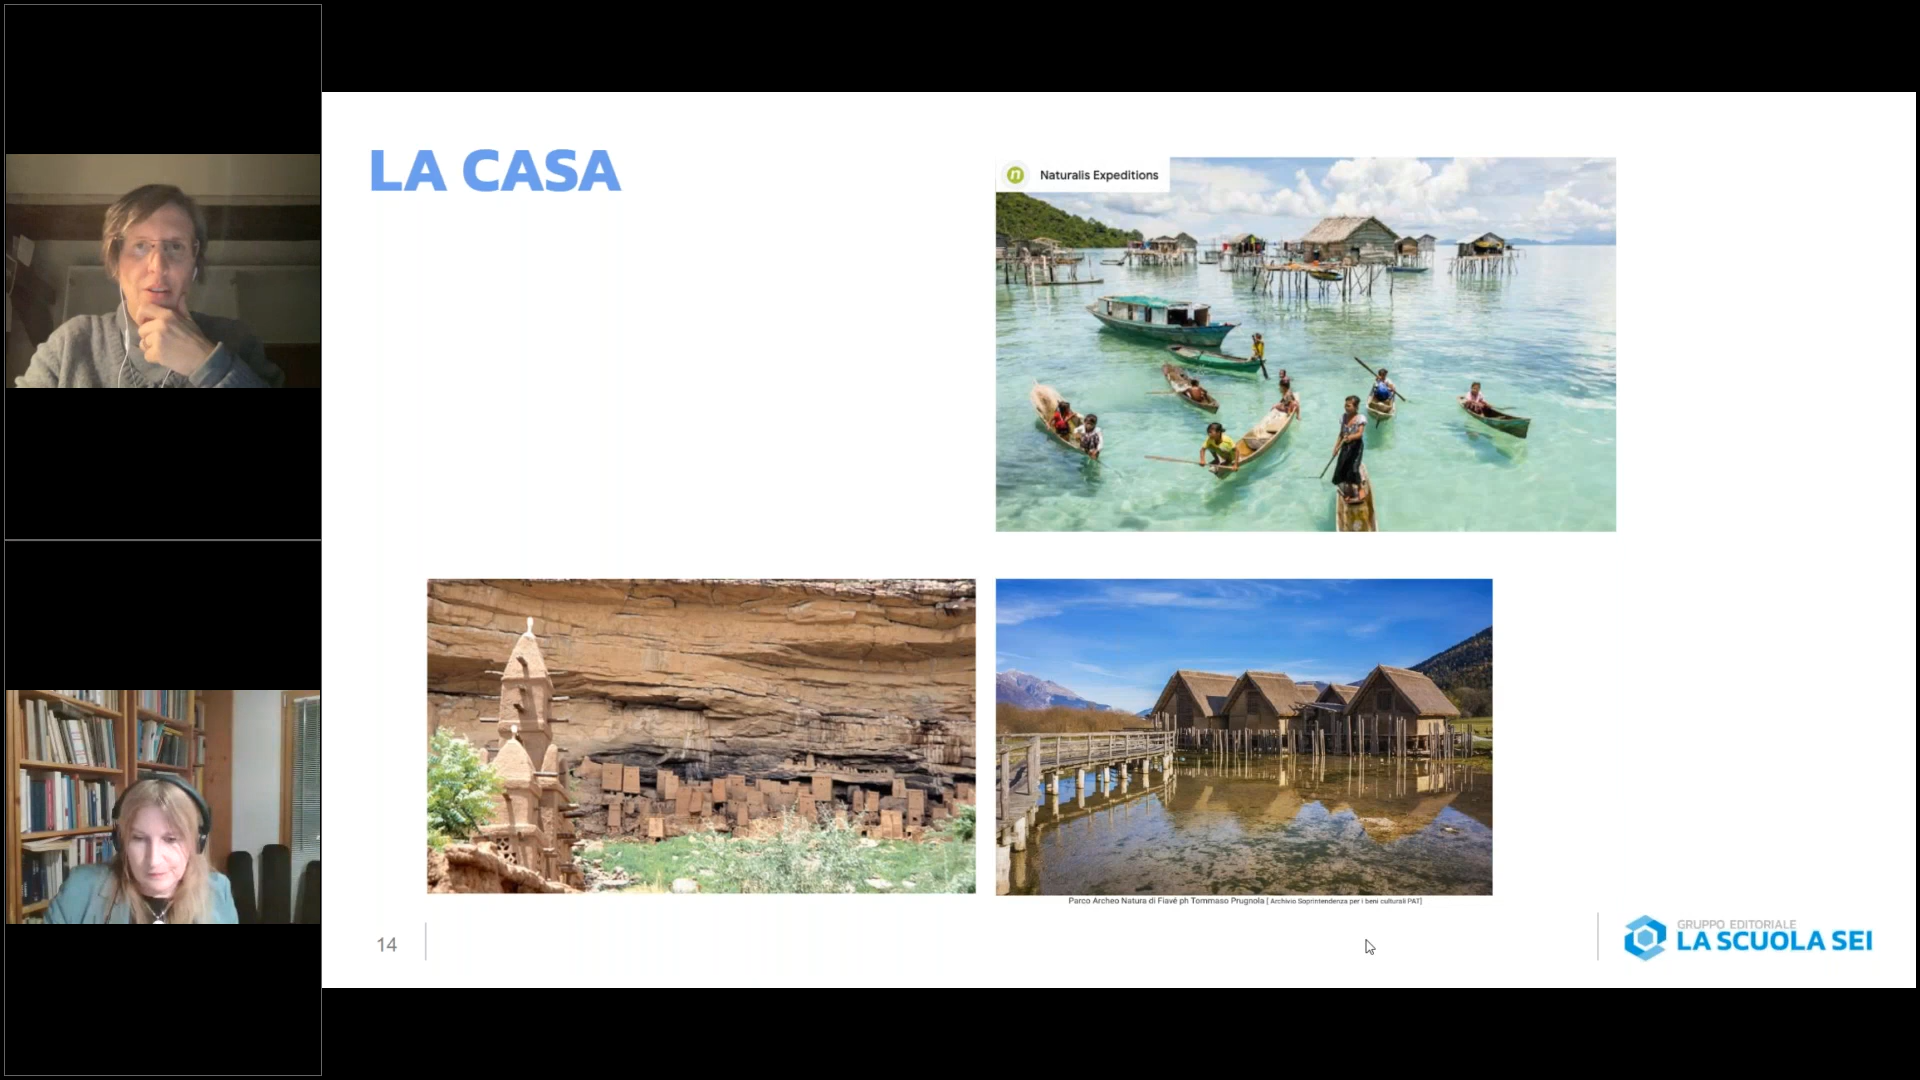 LA CASA
Naturalis Expeditions
Parco Archeo Natura di Fiavé ph Tommaso Prugnola [ Archivio Soprintendenza per i beni culturali PAT]
14
GRUPPO EDITORIALE
LA SCUOLA SEI